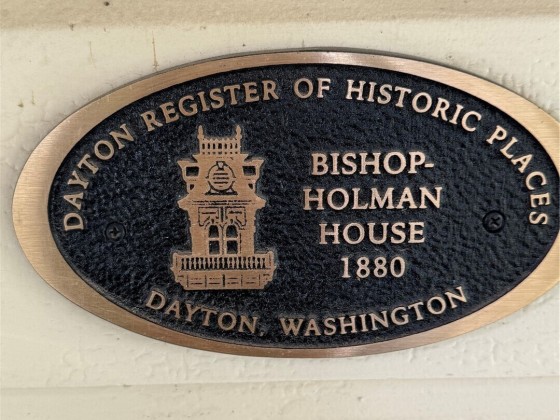 DAYTON REGISTER OF HISTORIC PLACES
BISHOP-
HOLMAN
HOUSE
1880
DAYTON, WASHINGTON